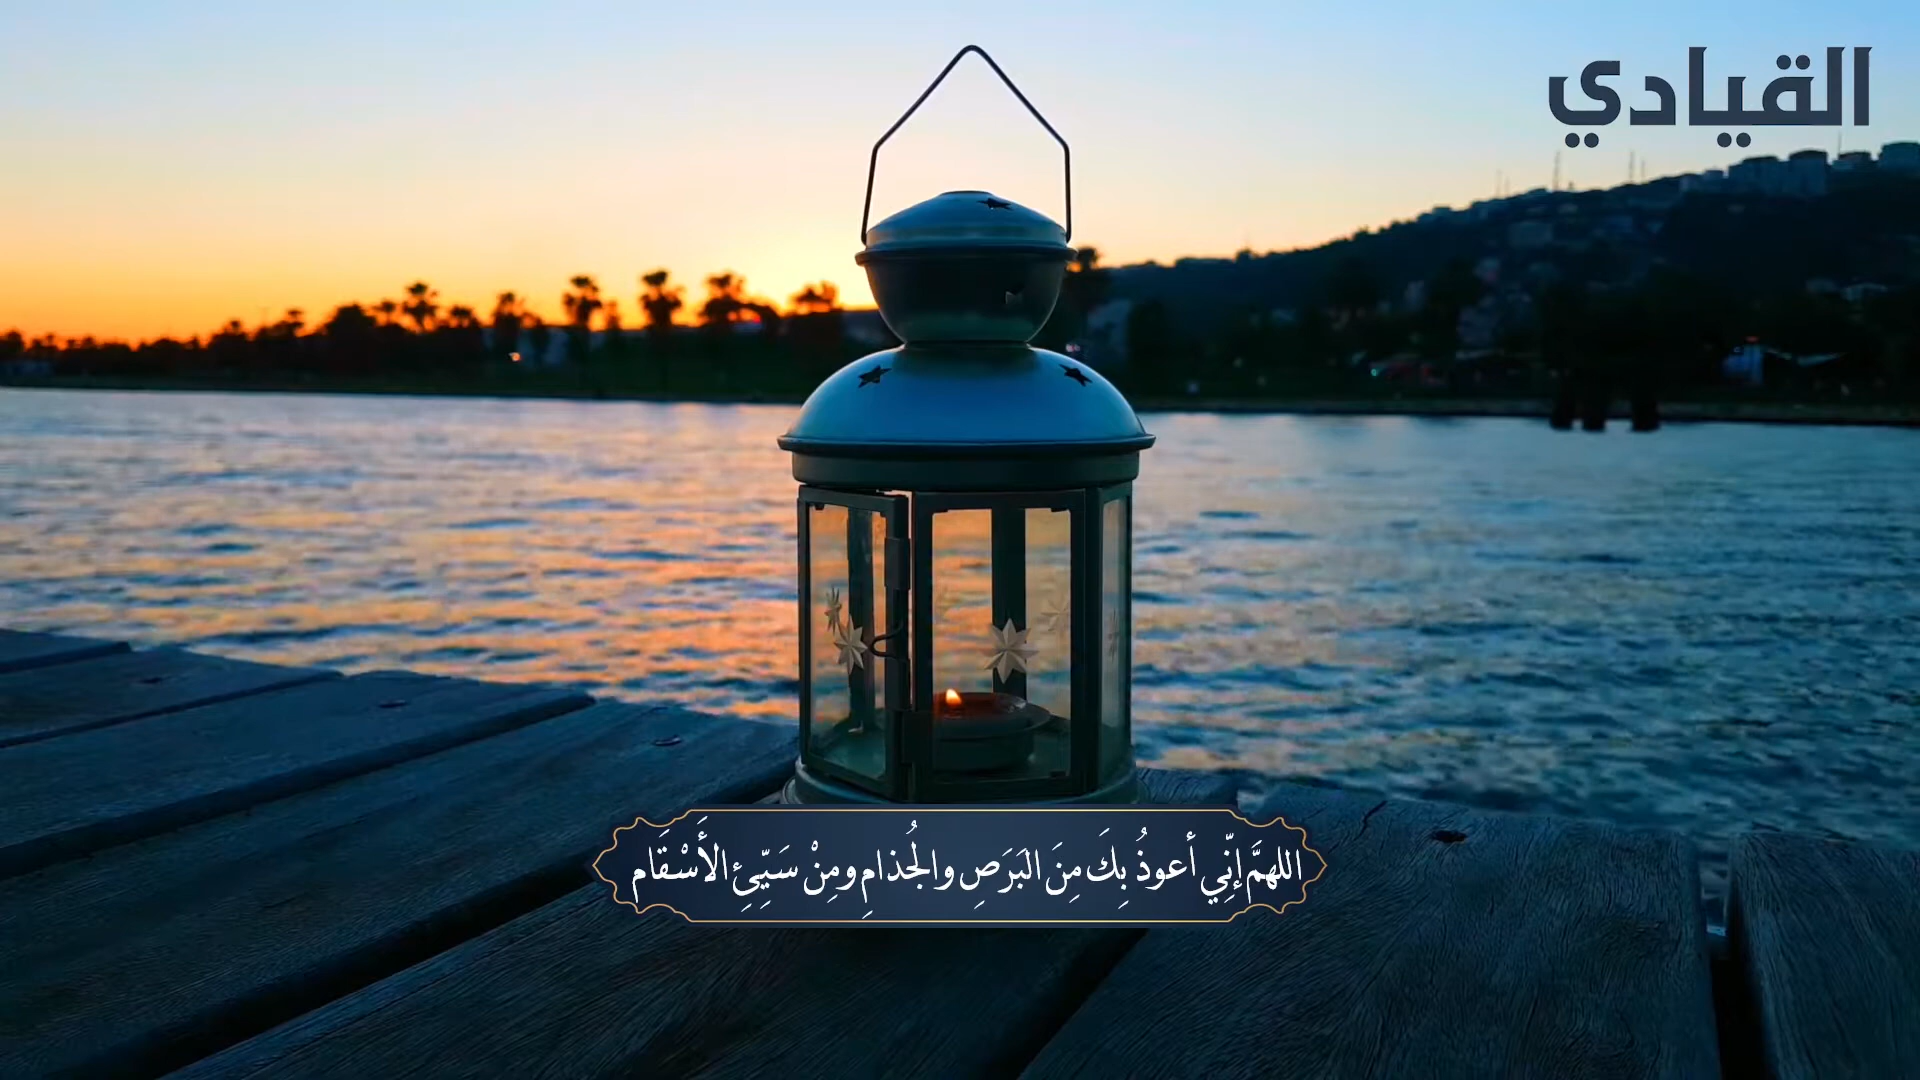 القيادي
اللهمَّ إنِّي أعوذُ بِكَ مِنَ البَرَصِ والجُذامِ ومِنْ سَيِّئِ الأَسْقَام